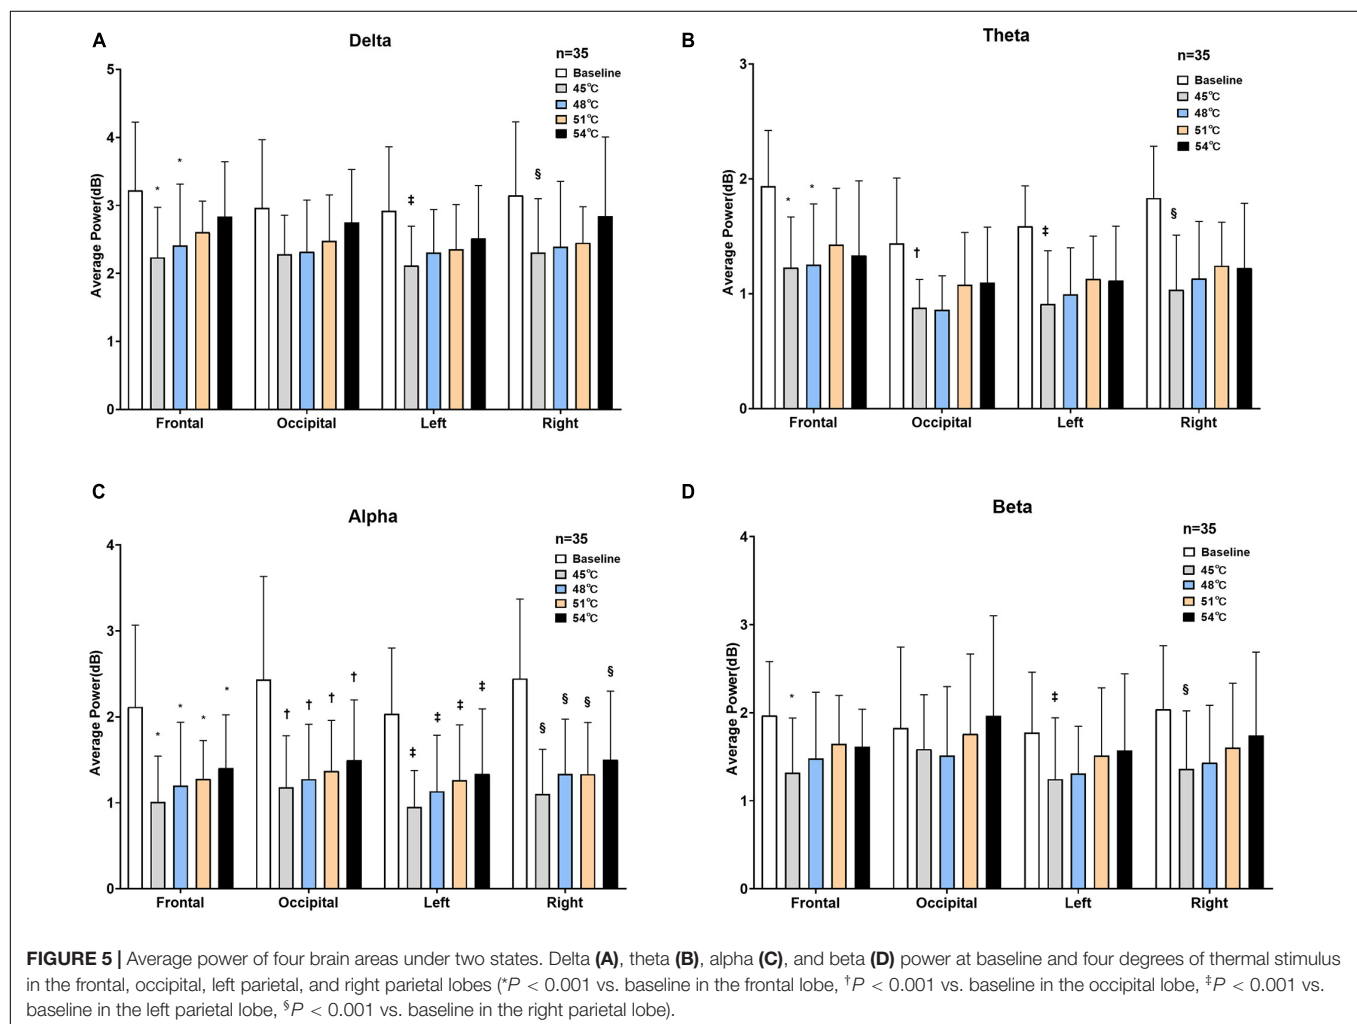 A
Delta
n=35
Baseline
45°C
48°C
51°C
54°C
Average Power(dB)
5
4
3
2
1
0
*
*
‡
§
Frontal Occipital Left Right
B
Theta
n=35
Baseline
45°C
48°C
51°C
54°C
Average Power(dB)
3
2
1
0
*
*
†
‡
§
Frontal Occipital Left Right
C
Alpha
n=35
Baseline
45°C
48°C
51°C
54°C
Average Power(dB)
4
3
2
1
0
* * * *
† † † †
‡ ‡ ‡ ‡
§ § § §
Frontal Occipital Left Right
D
Beta
n=35
Baseline
45°C
48°C
51°C
54°C
Average Power(dB)
4
3
2
1
0
*
‡
§
Frontal Occipital Left Right
FIGURE 5 | Average power of four brain areas under two states. Delta (A), theta (B), alpha (C), and beta (D) power at baseline and four degrees of thermal stimulus
in the frontal, occipital, left parietal, and right parietal lobes (*P < 0.001 vs. baseline in the frontal lobe, †P < 0.001 vs. baseline in the occipital lobe, ‡P < 0.001 vs.
baseline in the left parietal lobe, §P < 0.001 vs. baseline in the right parietal lobe).